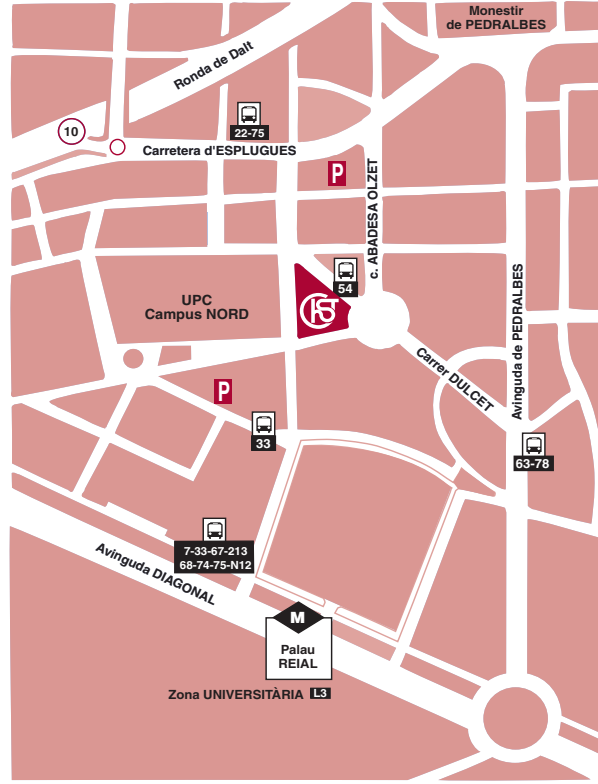 Monestir
de PEDRALBES
Ronda de Dalt
22-75
10
Carretera d'ESPLUGUES
P
c. ABADESA OLZET
54
UPC
Campus NORD
Avinguda de PEDRALBES
Carrer DULCET
P
33
63-78
7-33-67-213
68-74-75-N12
Avinguda DIAGONAL
M
Palau
REIAL
Zona UNIVERSITÀRIA L3